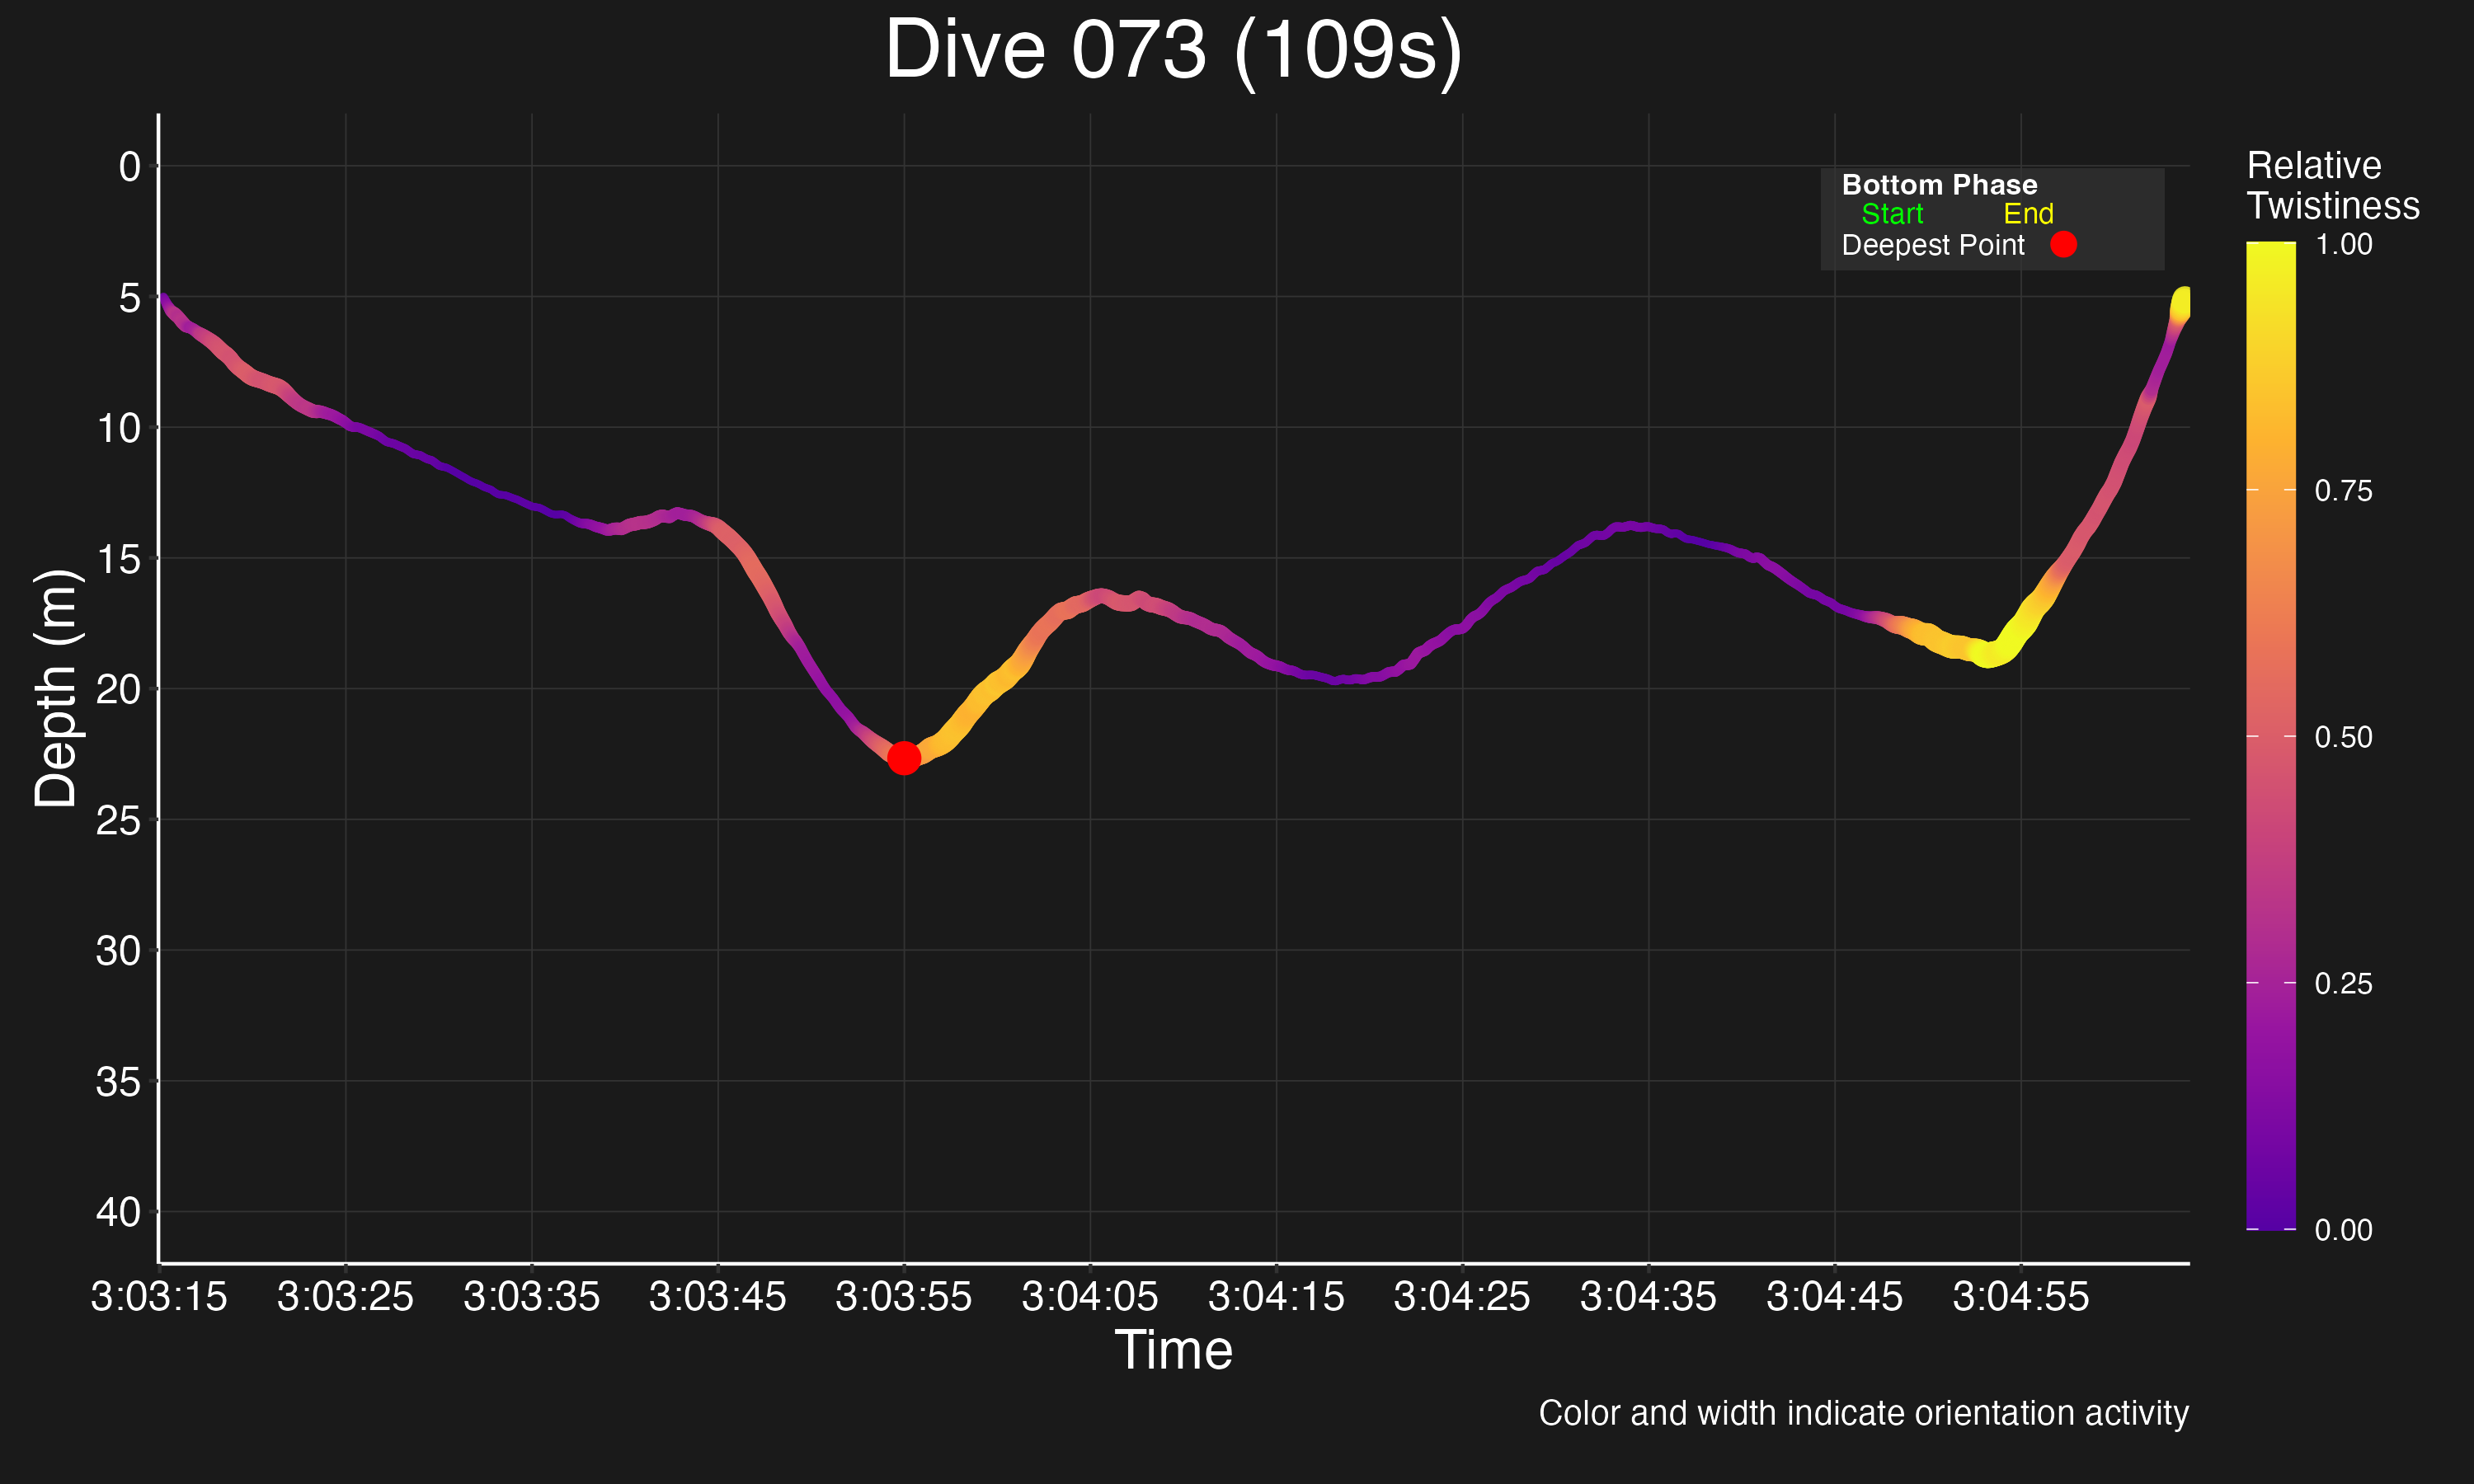 Dive 073 (109s)
Depth (m)
0
5
10
15
20
25
30
35
40
Bottom Phase
Start End
Deepest Point
Relative
Twistiness
1.00
0.75
0.50
0.25
0.00
3:03:15 3:03:25 3:03:35 3:03:45 3:03:55 3:04:05 3:04:15 3:04:25 3:04:35 3:04:45 3:04:55
Time
Color and width indicate orientation activity